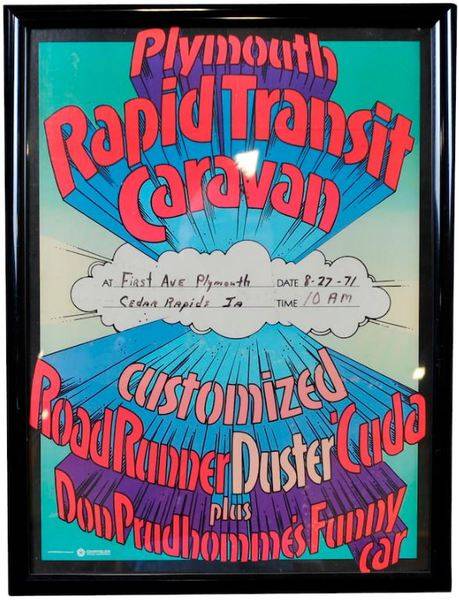 Plymouth
Rapid Transit
Caravan
AT First Ave Plymouth DATE 8-27-71
Cedar Rapids Ia TIME 10 AM
customized
Road Runner Duster 'Cuda
plus
Don Prudhomme's Funny
car